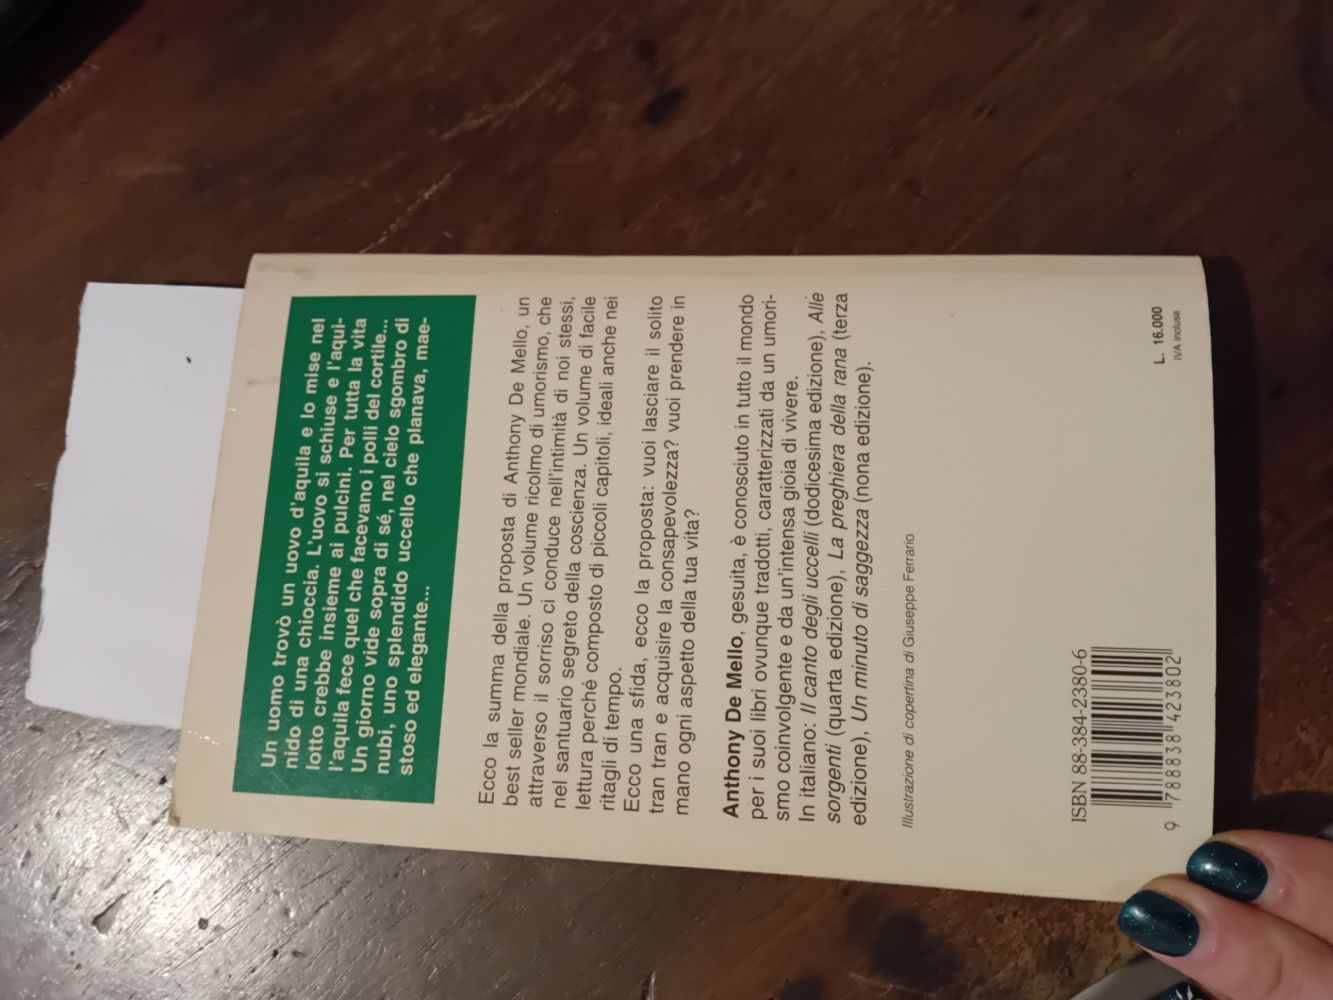 Un uomo trovò un uovo d'aquila e lo mise nel
nido di una chioccia. L'uovo si schiuse e l'aqui-
lotto crebbe insieme ai pulcini. Per tutta la vita
l'aquila fece quel che facevano i polli del cortile...
Un giorno vide sopra di sé, nel cielo sgombro di
nubi, uno splendido uccello che planava, mae-
stoso ed elegante...
Ecco la summa della proposta di Anthony De Mello, un
best seller mondiale. Un volume ricolmo di umorismo, che
attraverso il sorriso ci conduce nell'intimità di noi stessi,
nel santuario segreto della coscienza. Un volume di facile
lettura perché composto di piccoli capitoli, ideali anche nei
ritagli di tempo.
Ecco una sfida, ecco la proposta: vuoi lasciare il solito
tran tran e acquisire la consapevolezza? vuoi prendere in
mano ogni aspetto della tua vita?
Anthony De Mello, gesuita, è conosciuto in tutto il mondo
per i suoi libri ovunque tradotti, caratterizzati da un umori-
smo coinvolgente e da un'intensa gioia di vivere.
In italiano: Il canto degli uccelli (dodicesima edizione), Alle
sorgenti (quarta edizione), La preghiera della rana (terza
edizione), Un minuto di saggezza (nona edizione).
Illustrazione di copertina di Giuseppe Ferrario
ISBN 88-384-2380-6
9 788838 423802
L. 16.000
IVA inclusa